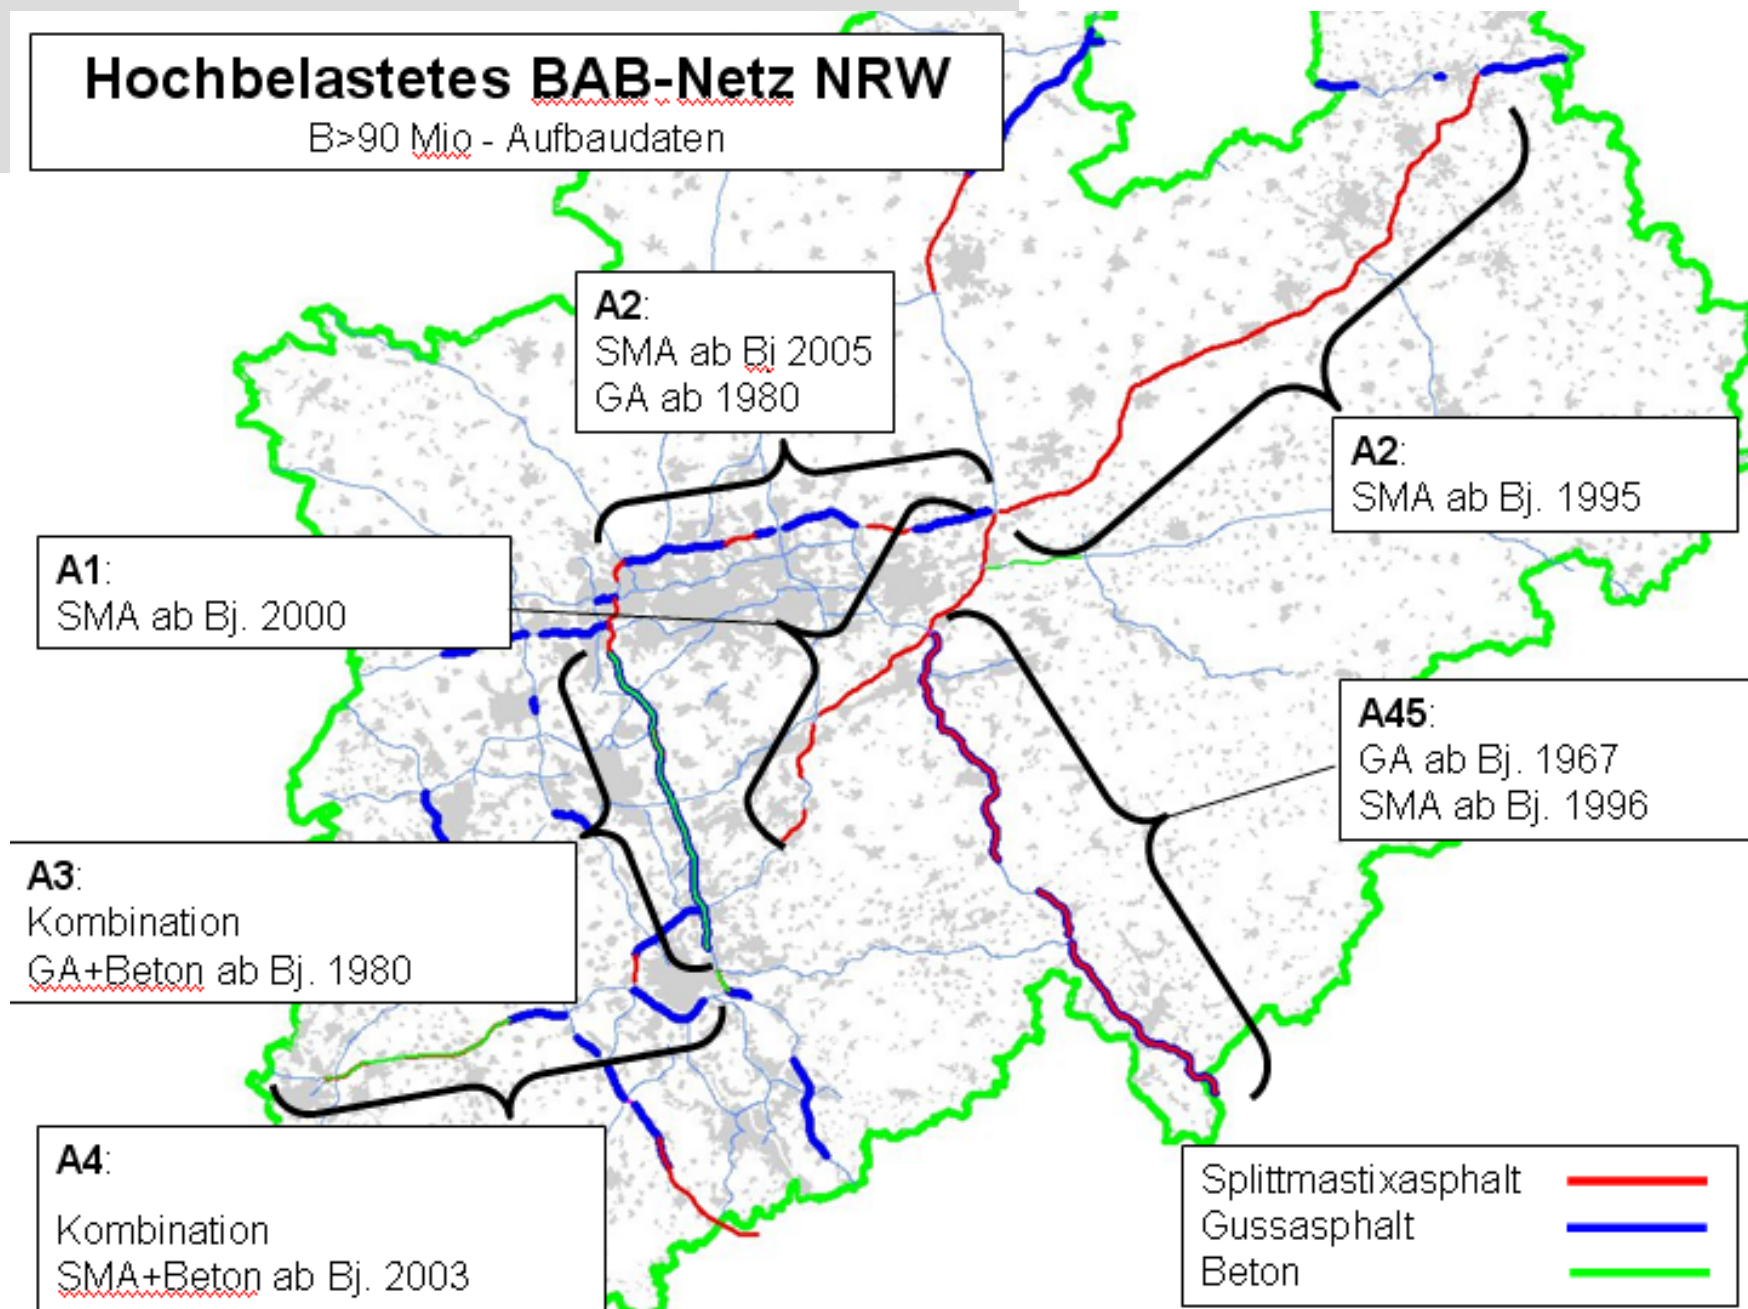 Hochbelastetes BAB-Netz NRW
B>90 Mio - Aufbaudaten
A2:
SMA ab Bj 2005
GA ab 1980
A2:
SMA ab Bj. 1995
A1:
SMA ab Bj. 2000
A45:
GA ab Bj. 1967
SMA ab Bj. 1996
A3:
Kombination
GA+Beton ab Bj. 1980
A4:
Kombination
SMA+Beton ab Bj. 2003
Splittmastixasphalt
Gussasphalt
Beton